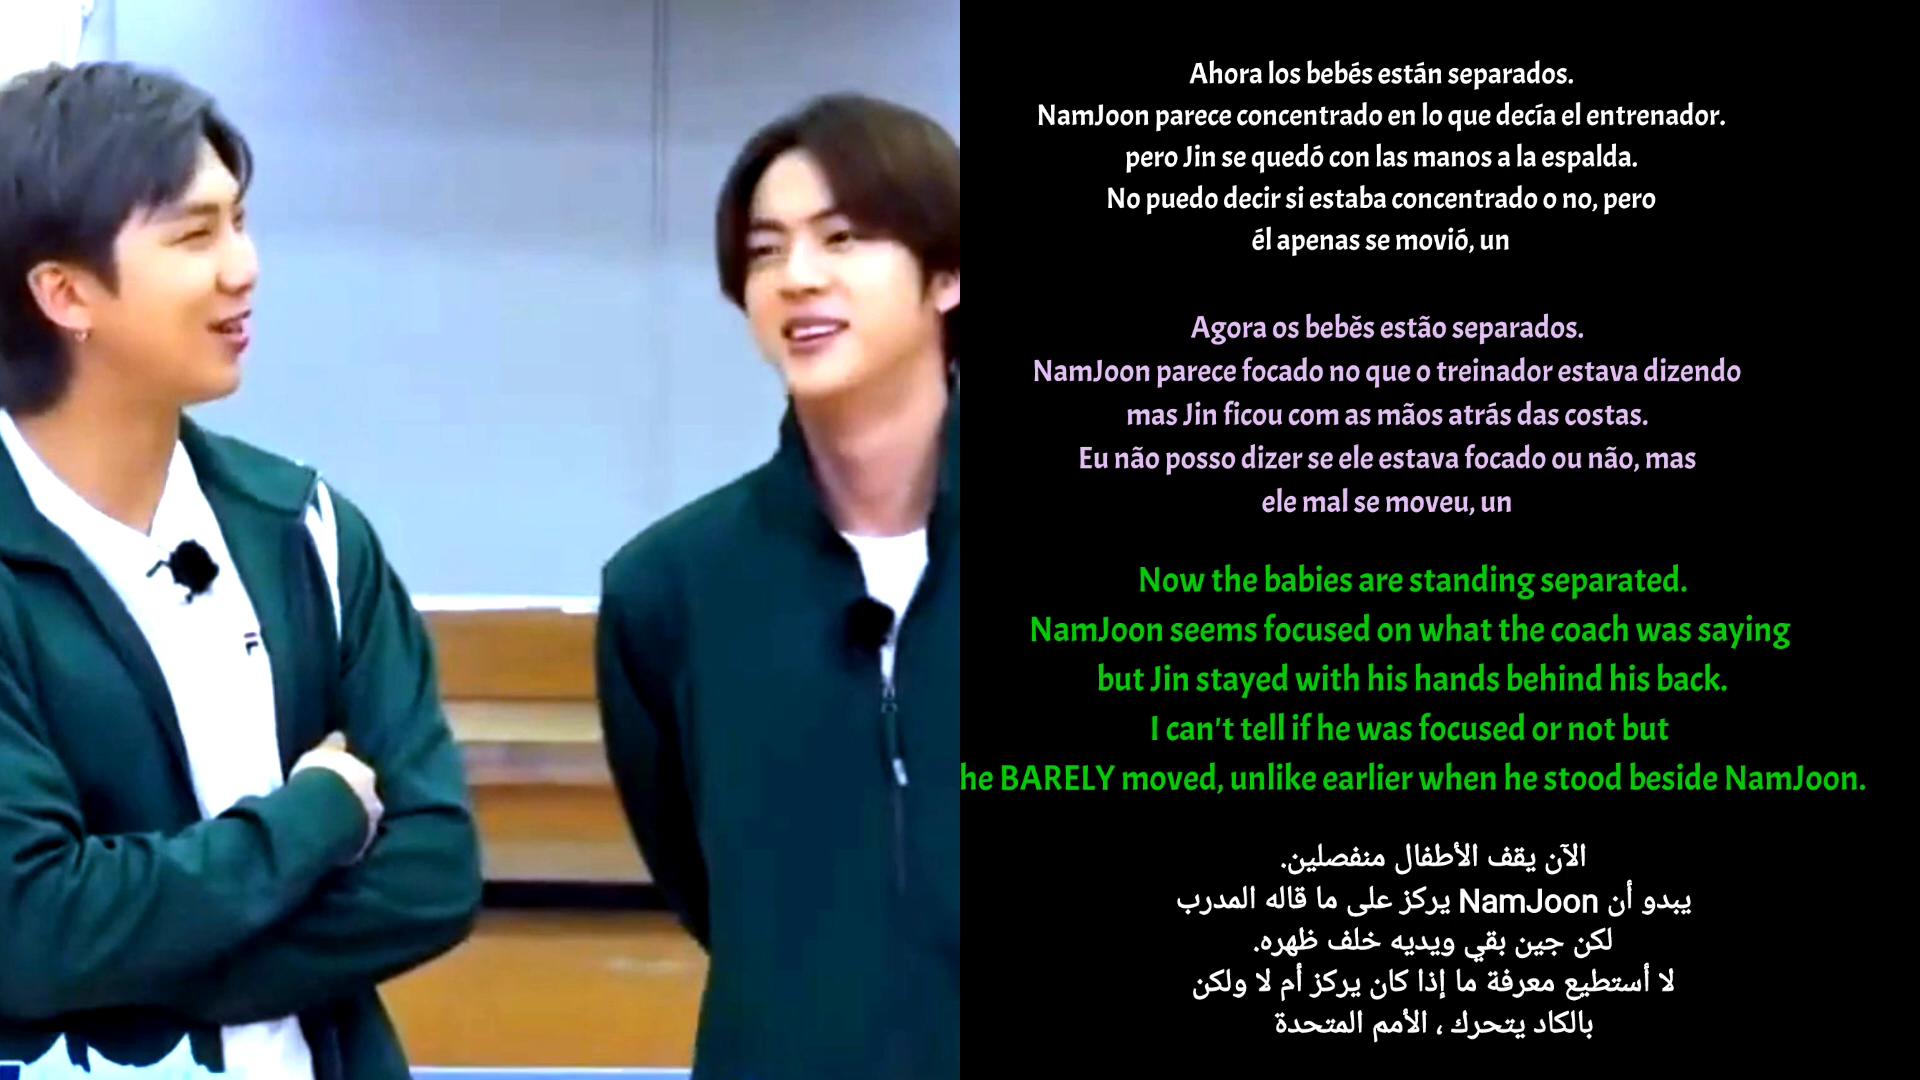 Ahora los bebés están separados.
NamJoon parece concentrado en lo que decía el entrenador.
pero Jin se quedó con las manos a la espalda.
No puedo decir si estaba concentrado o no, pero
él apenas se movió, un
Agora os bebês estão separados.
NamJoon parece focado no que o treinador estava dizendo
mas Jin ficou com as mãos atrás das costas.
Eu não posso dizer se ele estava focado ou não, mas
ele mal se moveu, un
Now the babies are standing separated.
NamJoon seems focused on what the coach was saying
but Jin stayed with his hands behind his back.
I can't tell if he was focused or not but
he BARELY moved, unlike earlier when he stood beside NamJoon.
الآن يقف الأطفال منفصلين.
يبدو أن NamJoon يركز على ما قاله المدرب
لكن جين بقي ويديه خلف ظهره.
لا أستطيع معرفة ما إذا كان يركز أم لا ولكن
بالكاد يتحرك ، الأمم المتحدة